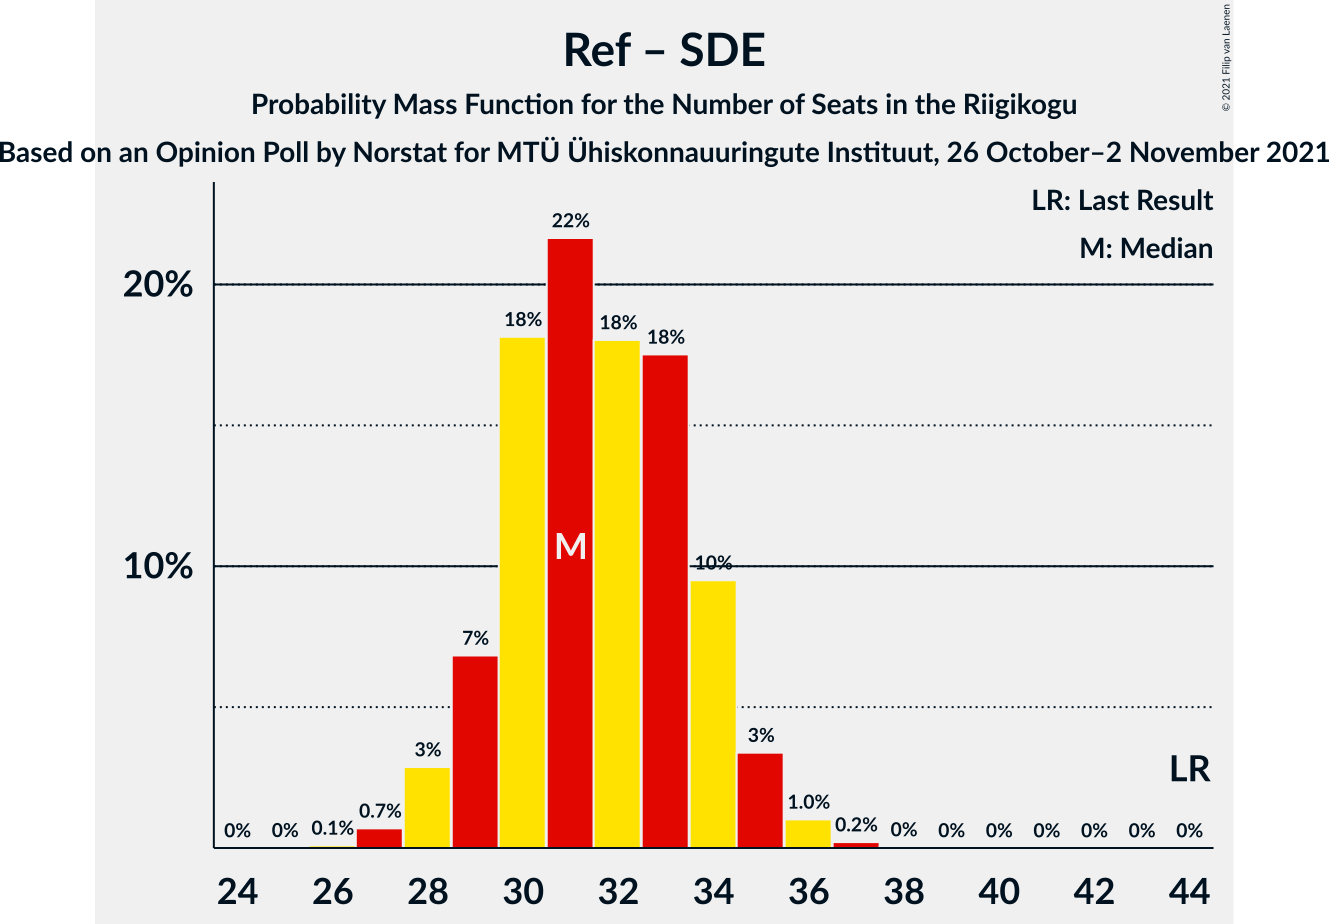 Ref – SDE
Probability Mass Function for the Number of Seats in the Riigikogu
Based on an Opinion Poll by Norstat for MTÜ Ühiskonnauuringute Instituut, 26 October–2 November 2021
© 2021 Filip van Laenen
LR: Last Result
M: Median
22%
20%
18%
18%
18%
M
10%
10%
7%
3%
3%
LR
0% 0% 0.1% 0.7% 1.0% 0.2% 0% 0% 0% 0% 0% 0% 0%
24 26 28 30 32 34 36 38 40 42 44